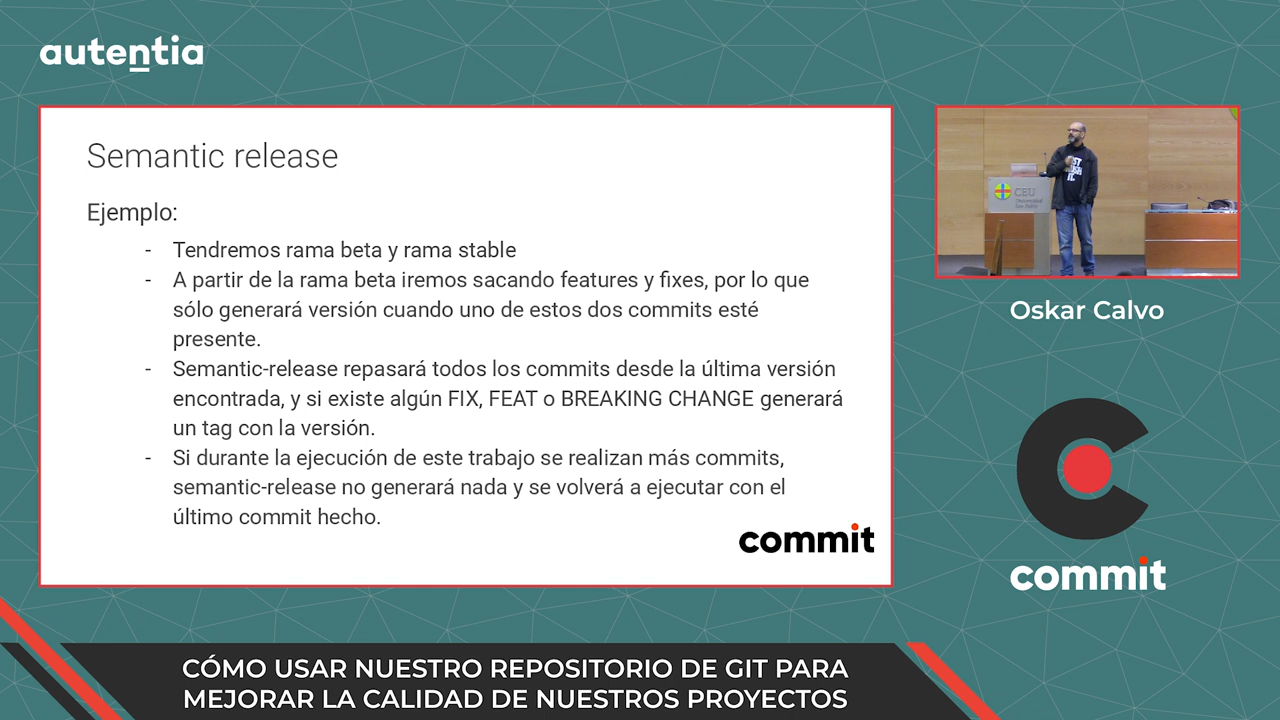 autentia
Semantic release
Ejemplo:
- Tendremos rama beta y rama stable
- A partir de la rama beta iremos sacando features y fixes, por lo que
sólo generará versión cuando uno de estos dos commits esté
presente.
- Semantic-release repasará todos los commits desde la última versión
encontrada, y si existe algún FIX, FEAT o BREAKING CHANGE generará
un tag con la versión.
- Si durante la ejecución de este trabajo se realizan más commits,
semantic-release no generará nada y se volverá a ejecutar con el
último commit hecho.
commit
CEU
Oskar Calvo
commit
CÓMO USAR NUESTRO REPOSITORIO DE GIT PARA
MEJORAR LA CALIDAD DE NUESTROS PROYECTOS